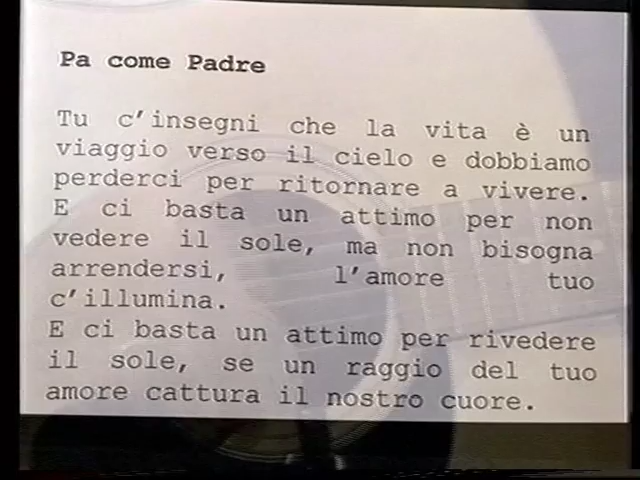 Pa come Padre
Tu c'insegni che la vita è un
viaggio verso il cielo e dobbiamo
perderci per ritornare a vivere.
E ci basta un attimo per non
vedere il sole, ma non bisogna
arrendersi, l'amore tuo
c'illumina.
E ci basta un attimo per rivedere
il sole, se un raggio del tuo
amore cattura il nostro cuore.